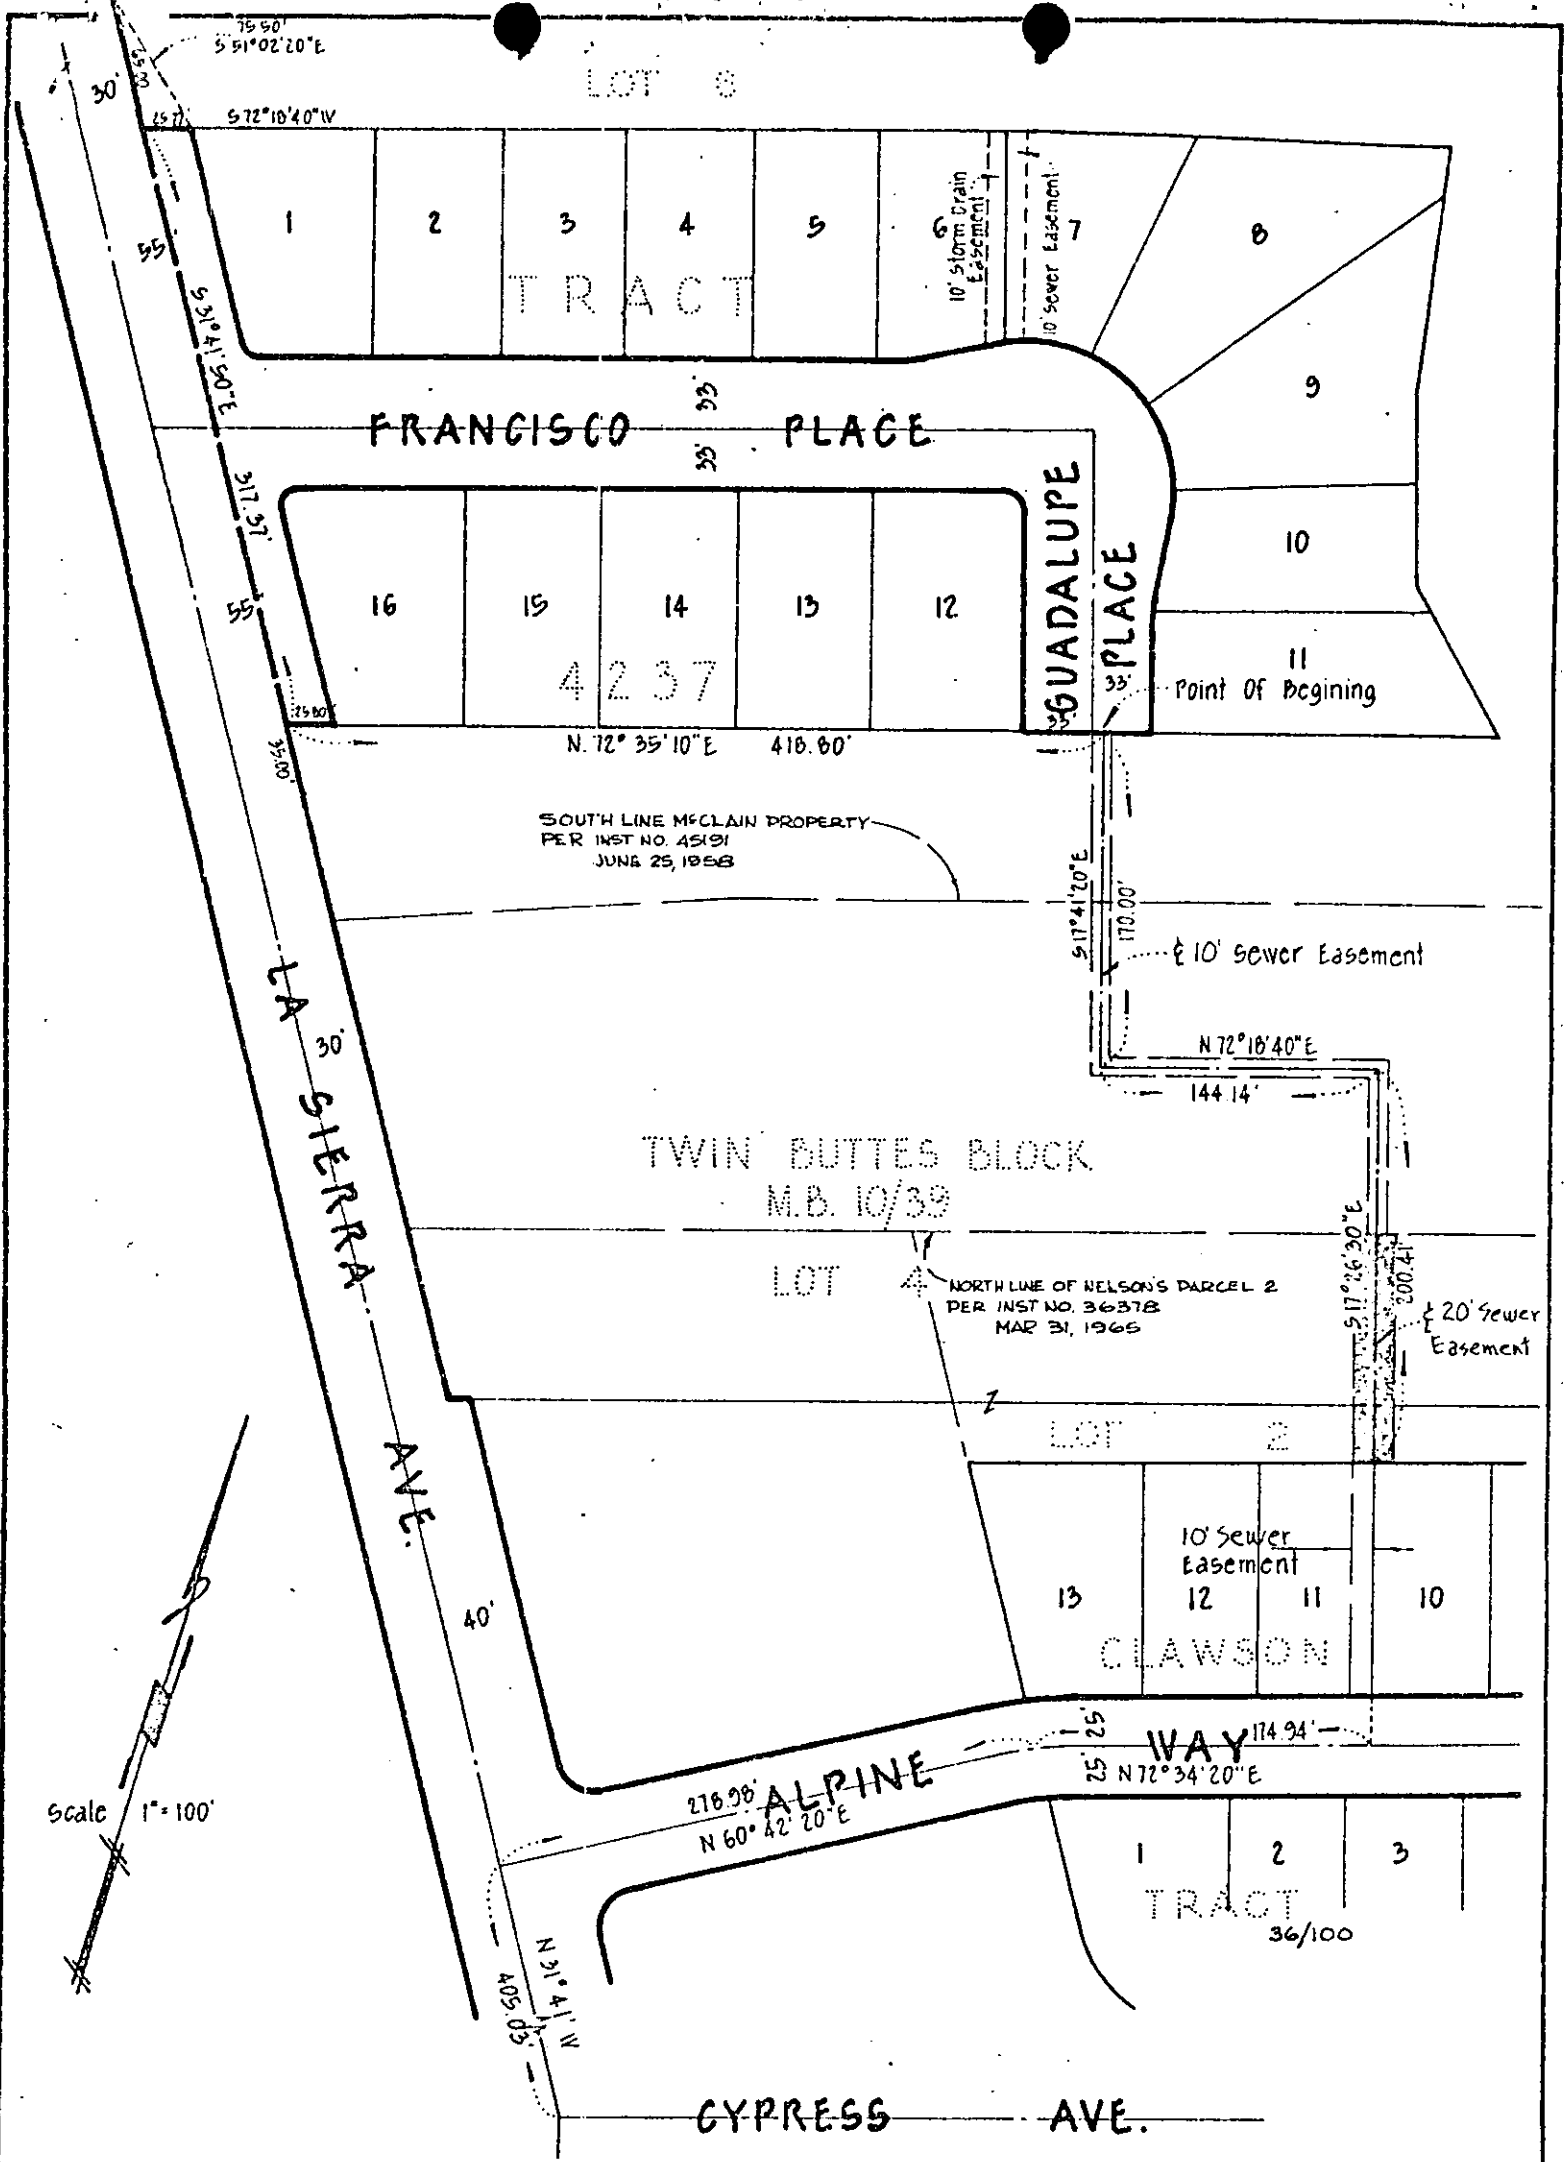 75.50'
S 51°02'20"E
30'
LOT 8
25.77
S 72°18'40"W
1
2
3
4
5
6
10' Storm Drain
Easement
10' Sewer Easement
7
8
55'
TRACT
S 31°41'50"E
317.37'
9
33'
FRANCISCO PLACE
33'
GUADALUPE
PLACE
10
55'
16
15
14
13
12
4237
11
33'
Point Of Begining
33'
25.80'
N. 72° 35' 10" E 418.80'
35.00'
SOUTH LINE McCLAIN PROPERTY
PER INST NO. 45191
JUNE 25, 1958
S 17°41'20"E
170.00'
℄ 10' Sewer Easement
LA SIERRA AVE.
30'
N 72°18'40"E
144.14'
TWIN BUTTES BLOCK
M.B. 10/39
LOT 4
NORTH LINE OF NELSON'S PARCEL 2
PER INST NO. 36378
MAR 31, 1965
S 17°26'30"E
200.41'
℄ 20' Sewer
Easement
LOT 2
10' Sewer
Easement
13
12
11
10
CLAWSON
40'
25'
25'
WAY
174.94'
N 72°34'20"E
278.98'
ALPINE
N 60°42'20"E
Scale 1"=100'
1
2
3
TRACT
36/100
N 31°41' W
405.03'
CYPRESS AVE.